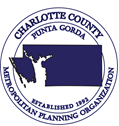 CHARLOTTE COUNTY
PUNTA GORDA
METROPOLITAN PLANNING ORGANIZATION
ESTABLISHED 1992